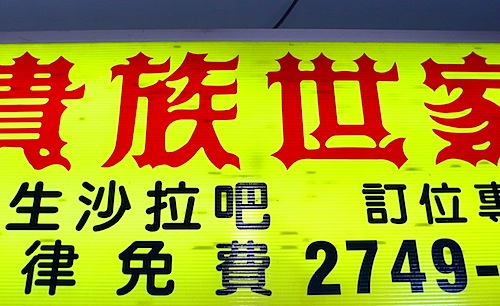 貴族世家
生沙拉吧 訂位專
律免費 2749-